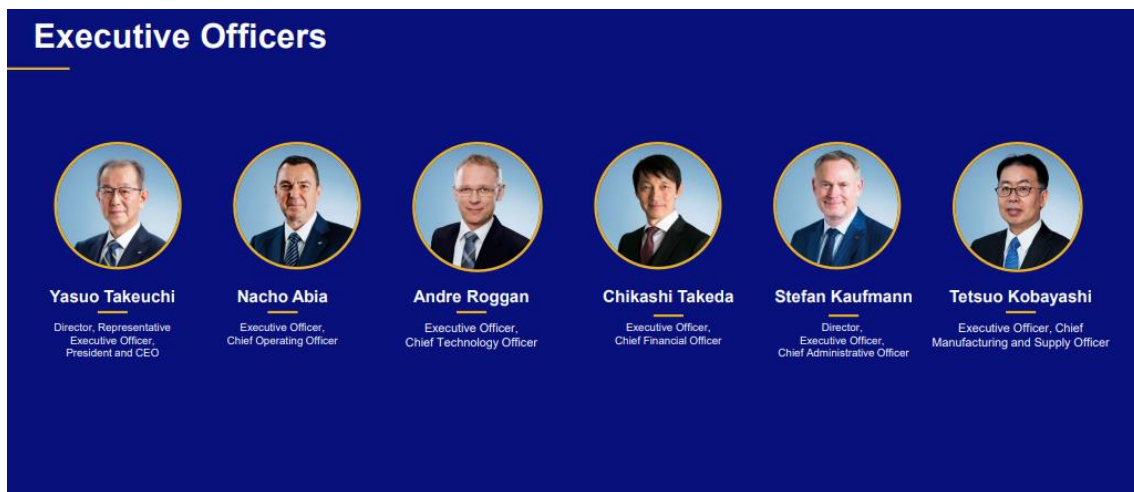 Executive Officers
Yasuo Takeuchi
Director, Representative
Executive Officer,
President and CEO
Nacho Abia
Executive Officer,
Chief Operating Officer
Andre Roggan
Executive Officer,
Chief Technology Officer
Chikashi Takeda
Executive Officer,
Chief Financial Officer
Stefan Kaufmann
Director,
Executive Officer,
Chief Administrative Officer
Tetsuo Kobayashi
Executive Officer, Chief
Manufacturing and Supply Officer